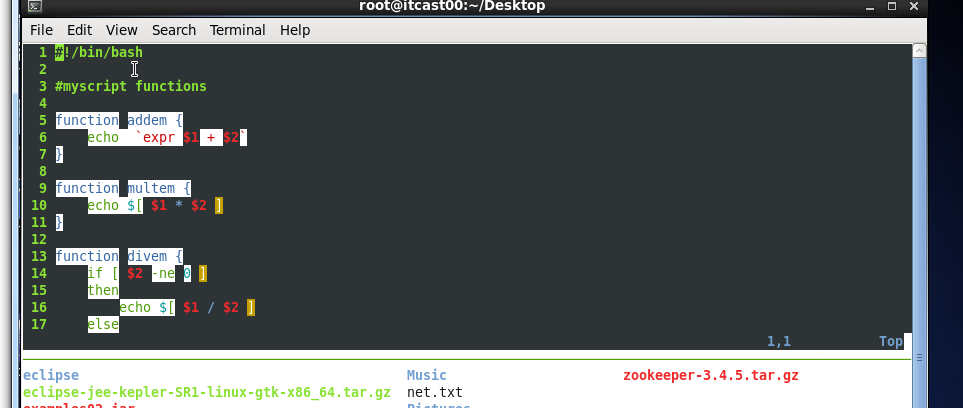 root@itcast00:~/Desktop
File Edit View Search Terminal Help
1 #!/bin/bash
2
3 #myscript functions
4
5 function addem {
6     echo  `expr $1 + $2`
7 }
8
9 function multem {
10     echo $[ $1 * $2 ]
11 }
12
13 function divem {
14     if [ $2 -ne 0 ]
15     then
16         echo $[ $1 / $2 ]
17     else
1,1 Top
eclipse Music zookeeper-3.4.5.tar.gz
eclipse-jee-kepler-SR1-linux-gtk-x86_64.tar.gz net.txt
examples02.jar Pictures